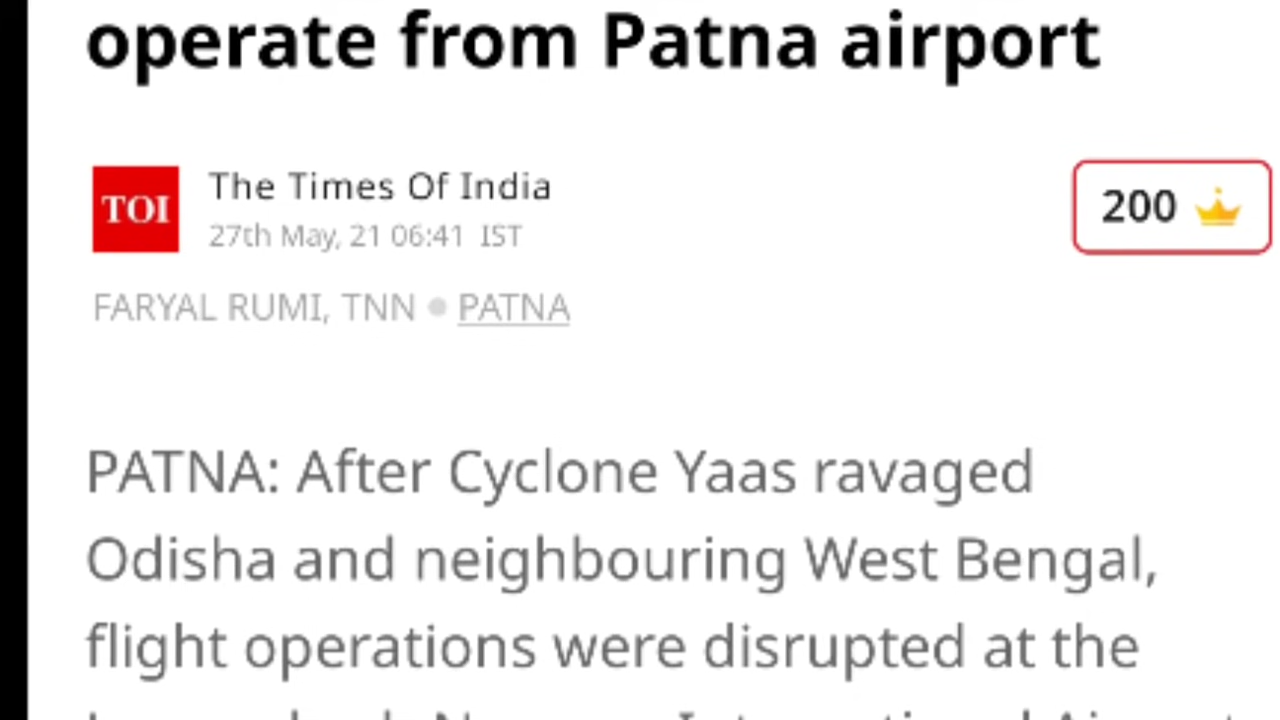 operate from Patna airport
TOI
The Times Of India
200
27th May, 21 06:41 IST
FARYAL RUMI, TNN ● PATNA
PATNA: After Cyclone Yaas ravaged
Odisha and neighbouring West Bengal,
flight operations were disrupted at the